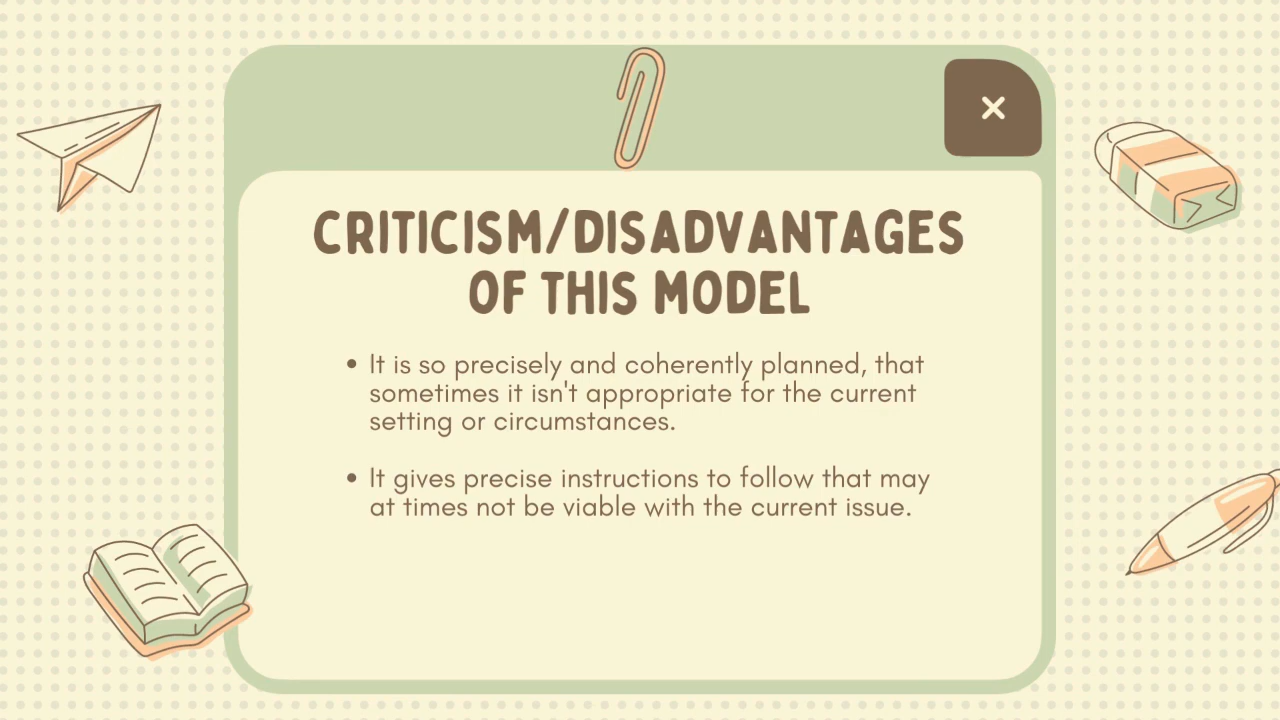 CRITICISM/DISADVANTAGES
OF THIS MODEL
• It is so precisely and coherently planned, that
sometimes it isn't appropriate for the current
setting or circumstances.
• It gives precise instructions to follow that may
at times not be viable with the current issue.